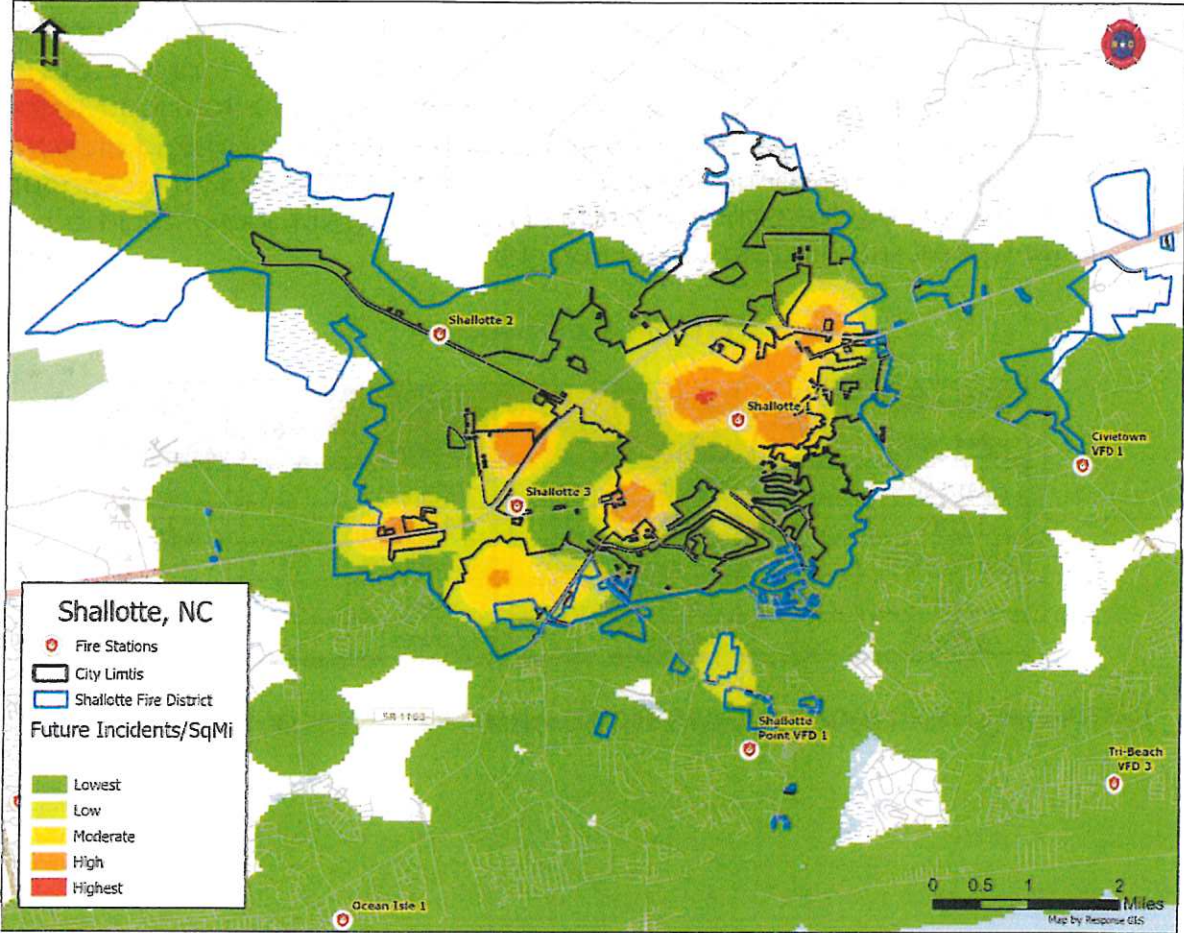 N
Shallotte 2
Shallotte 1
Civietown
VFD 1
Shallotte 3
Shallotte, NC
Fire Stations
City Limtis
Shallotte Fire District
Future Incidents/SqMi
Lowest
Low
Moderate
High
Highest
Shallotte
Point VFD 1
Tri-Beach
VFD 3
Ocean Isle 1
0 0.5 1 2
Miles
Map by Response GIS